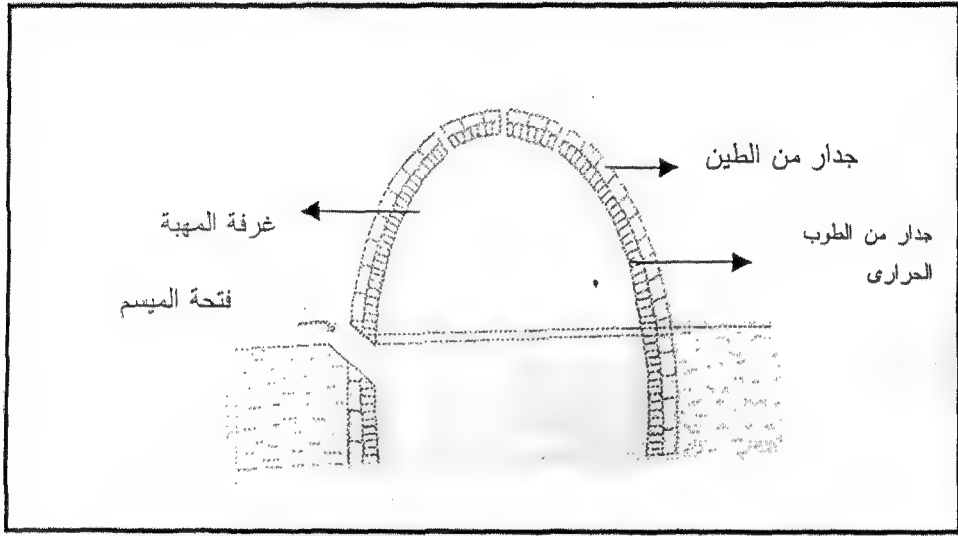 جدار من الطين
غرفة المهبة
جدار من الطوب
الحرارى
فتحة الميسم